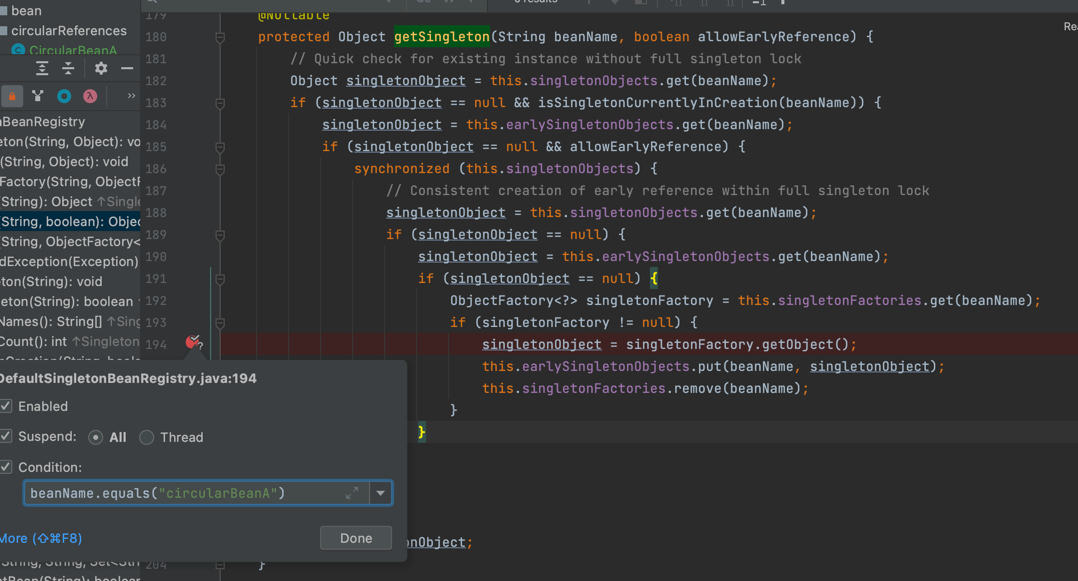 bean
circularReferences
CircularBeanA
0 results
Re
aBeanRegistry
eton(String, Object): vo
(String, Object): void
Factory(String, ObjectF
(String): Object ↑Single
(String, boolean): Objec
(String, ObjectFactory<
dException(Exception)
eton(String): void
eton(String): boolean
Names(): String[] ↑Sing
Count(): int ↑Singleton
179 @Nullable
180 protected Object getSingleton(String beanName, boolean allowEarlyReference) {
181 // Quick check for existing instance without full singleton lock
182 Object singletonObject = this.singletonObjects.get(beanName);
183 if (singletonObject == null && isSingletonCurrentlyInCreation(beanName)) {
184 singletonObject = this.earlySingletonObjects.get(beanName);
185 if (singletonObject == null && allowEarlyReference) {
186 synchronized (this.singletonObjects) {
187 // Consistent creation of early reference within full singleton lock
188 singletonObject = this.singletonObjects.get(beanName);
189 if (singletonObject == null) {
190 singletonObject = this.earlySingletonObjects.get(beanName);
191 if (singletonObject == null) {
192 ObjectFactory<?> singletonFactory = this.singletonFactories.get(beanName);
193 if (singletonFactory != null) {
194 singletonObject = singletonFactory.getObject();
this.earlySingletonObjects.put(beanName, singletonObject);
this.singletonFactories.remove(beanName);
}
}
DefaultSingletonBeanRegistry.java:194
Enabled
Suspend: All Thread
Condition:
beanName.equals("circularBeanA")
More (⇧⌘F8)
Done
onObject;
204 }